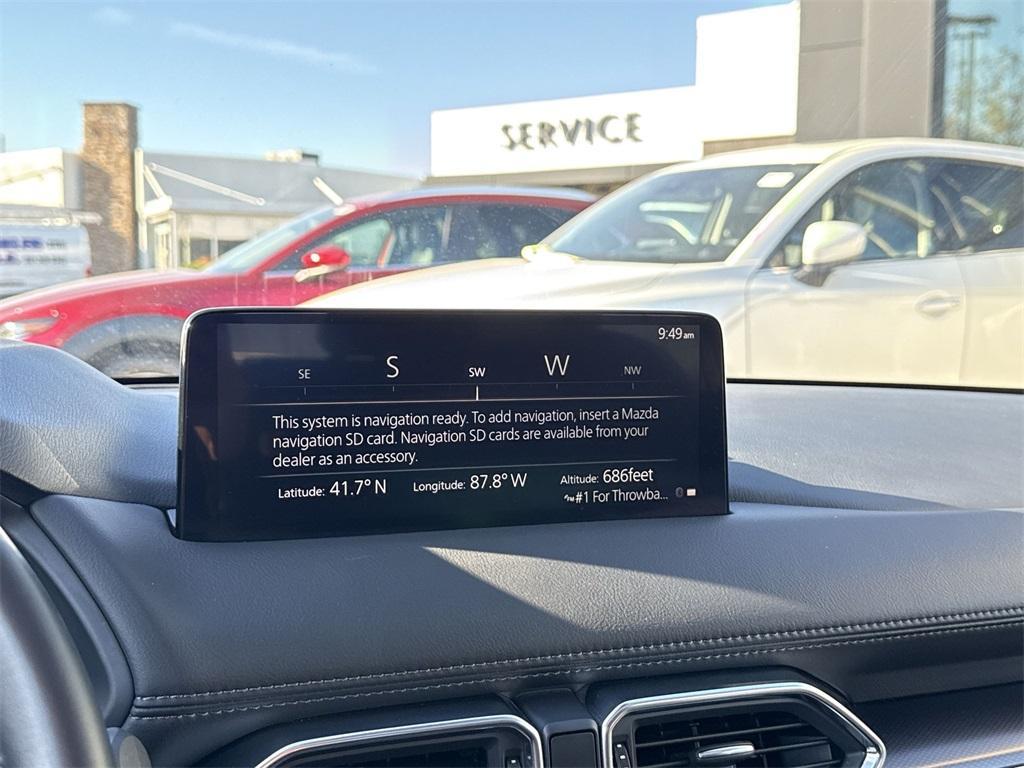 SERVICE
9:49 am
SE S SW W NW
This system is navigation ready. To add navigation, insert a Mazda
navigation SD card. Navigation SD cards are available from your
dealer as an accessory.
Latitude: 41.7° N Longitude: 87.8° W Altitude: 686feet
#1 For Throwba...